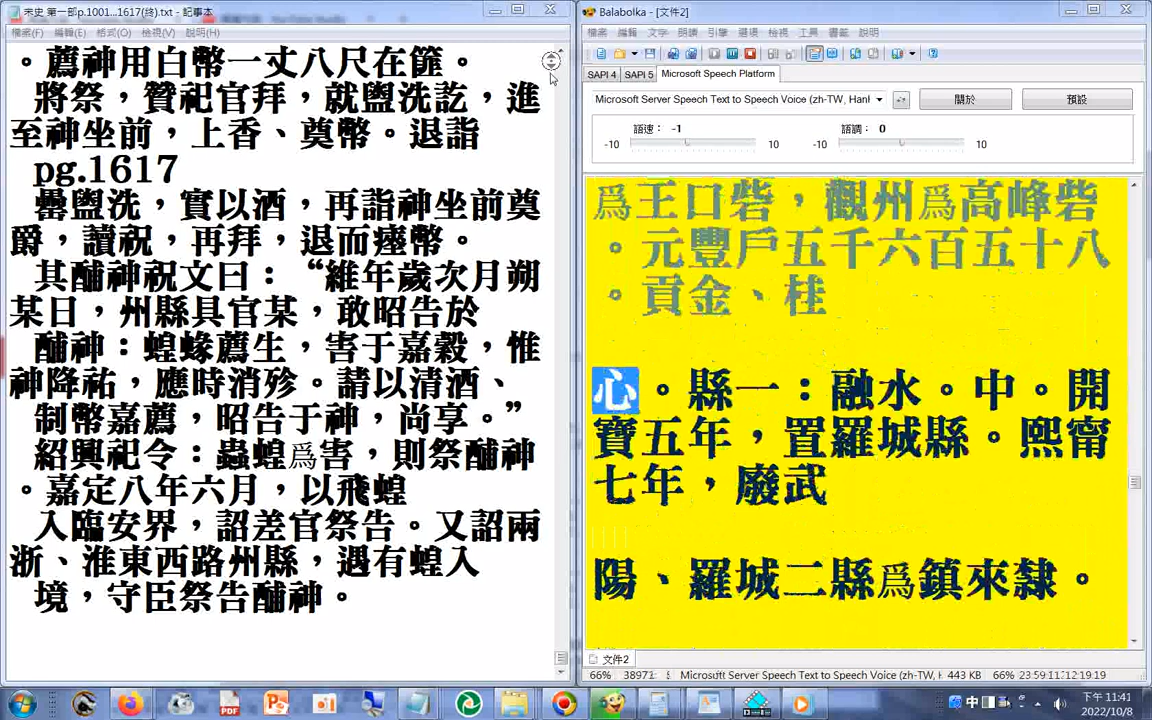 宋史 第一部p.1001...1617(终).txt - 記事本
檔案(F) 編輯(E) 格式(O) 檢視(V) 說明(H)
。薦神用白幣一丈八尺在篚。
將祭，贊祀官拜，就盥洗訖，進
至神坐前，上香、奠幣。退詣
pg.1617
罍盥洗，實以酒，再詣神坐前奠
爵，讀祝，再拜，退而瘞幣。
其酺神祝文曰：“維年歲次月朔
某日，州縣具官某，敢昭告於
酺神：蝗蝝薦生，害于嘉穀，惟
神降祐，應時消殄。請以清酒、
制幣嘉薦，昭告于神，尚享。”
紹興祀令：蟲蝗爲害，則祭酺神
。嘉定八年六月，以飛蝗
入臨安界，詔差官祭告。又詔兩
浙、淮東西路州縣，遇有蝗入
境，守臣祭告酺神。
Balabolka - [文件2]
檔案 編輯 文字 朗讀 引擎 選項 檢視 工具 書籤 說明
SAPI 4 SAPI 5 Microsoft Speech Platform
Microsoft Server Speech Text to Speech Voice (zh-TW, Hanl
關於
預設
語速： -1
語調： 0
-10 10
-10 10
爲王口砦，觀州爲高峰砦
。元豐戶五千六百五十八
。貢金、桂
心。縣一：融水。中。開
寶五年，置羅城縣。熙甯
七年，廢武
陽、羅城二縣爲鎮來隸。
文件2
66% 38971: Microsoft Server Speech Text to Speech Voice (zh-TW, 443 KB 66% 23:59:11=12:19:19
中
下午 11:41
2022/10/8